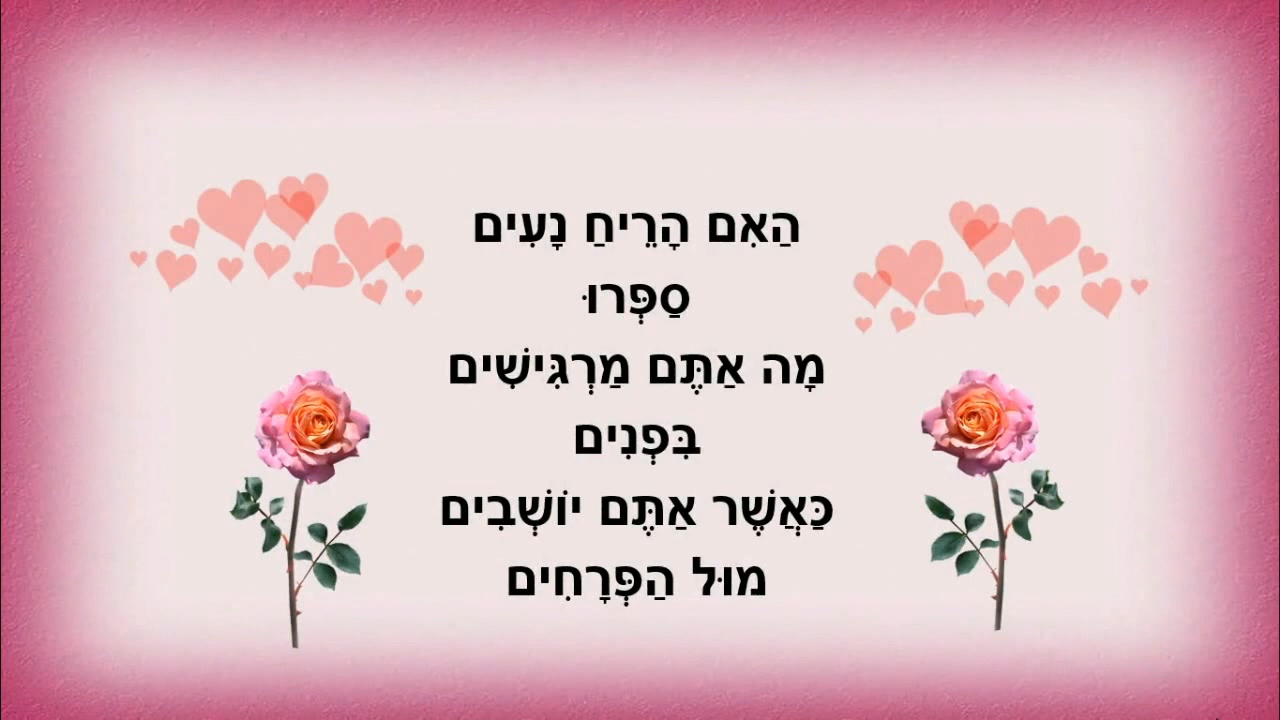 הַאִם הָרֵיחַ נָעִים
סַפְּרוּ
מָה אַתֶּם מַרְגִּישִׁים
בִּפְנִים
כַּאֲשֶׁר אַתֶּם יוֹשְׁבִים
מוּל הַפְּרָחִים